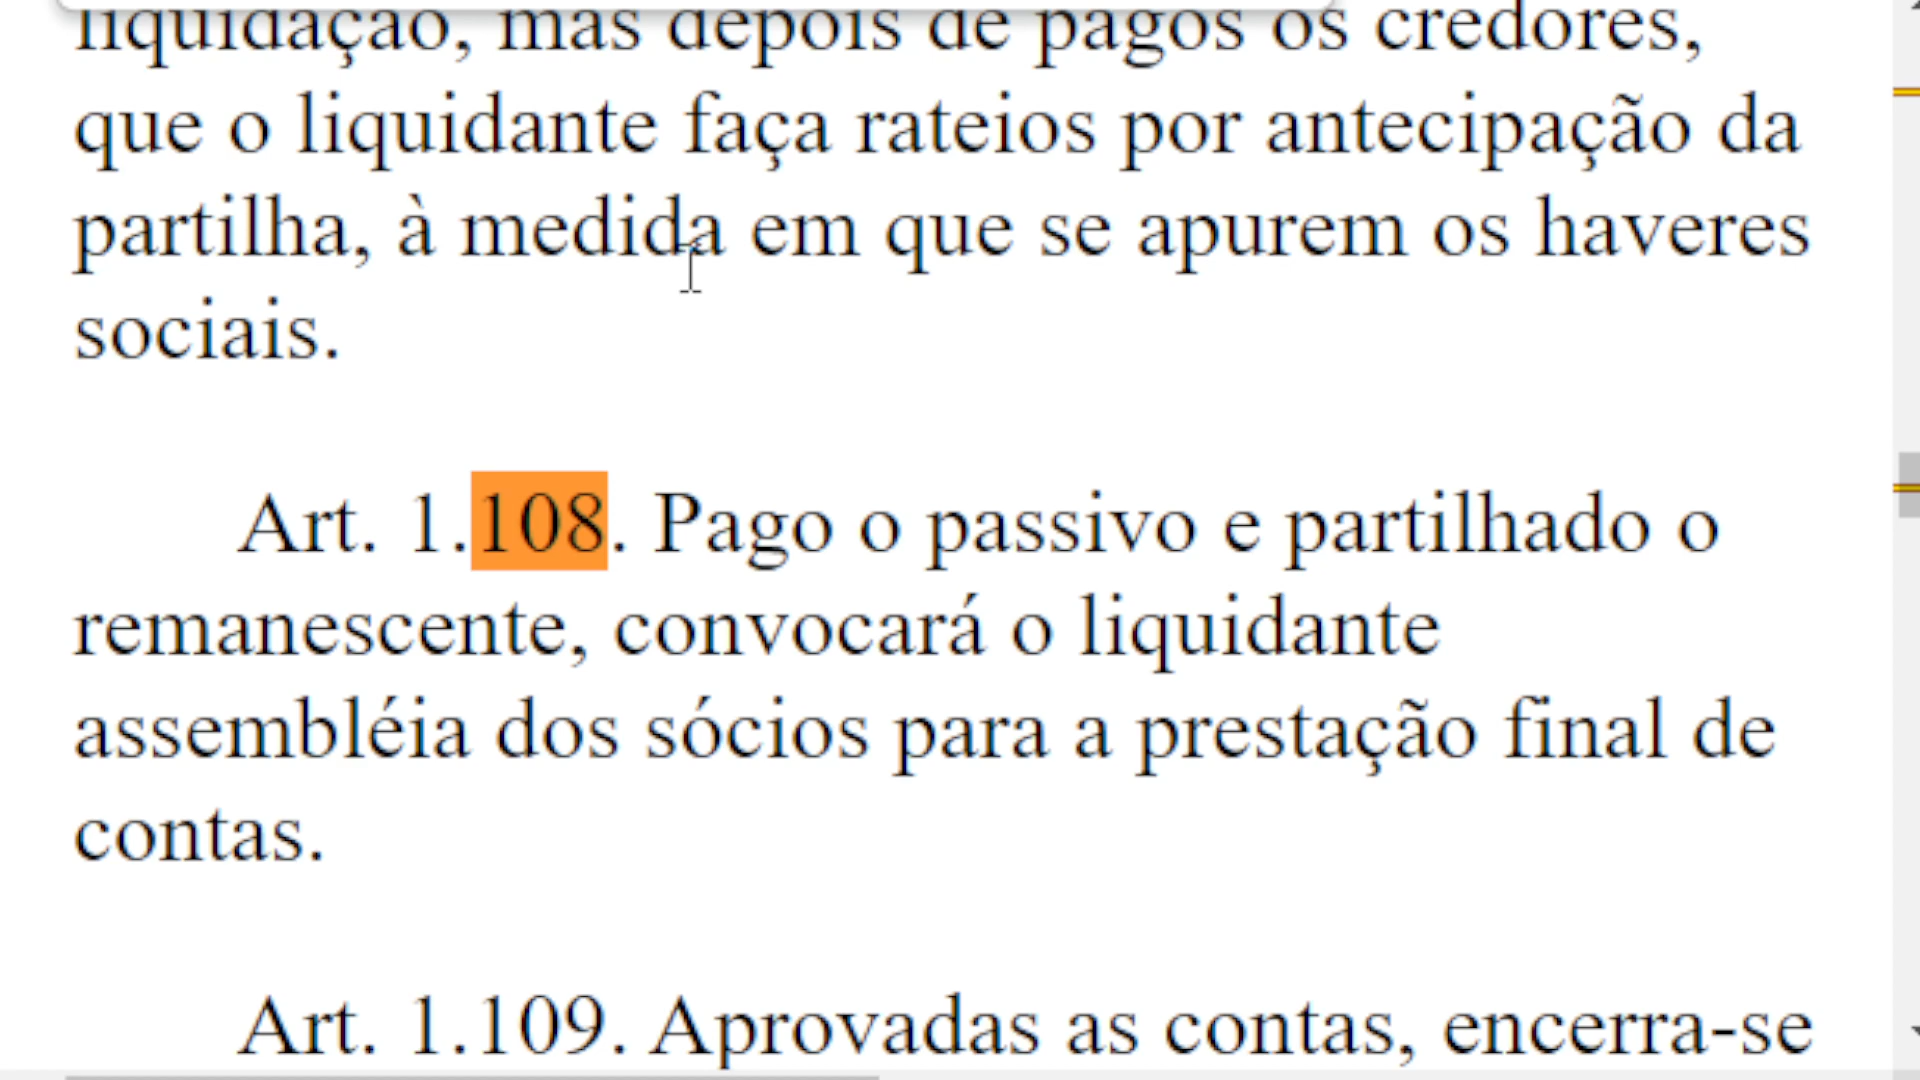 liquidação, mas depois de pagos os credores,
que o liquidante faça rateios por antecipação da
partilha, à medida em que se apurem os haveres
sociais.
Art. 1.108. Pago o passivo e partilhado o
remanescente, convocará o liquidante
assembléia dos sócios para a prestação final de
contas.
Art. 1.109. Aprovadas as contas, encerra-se